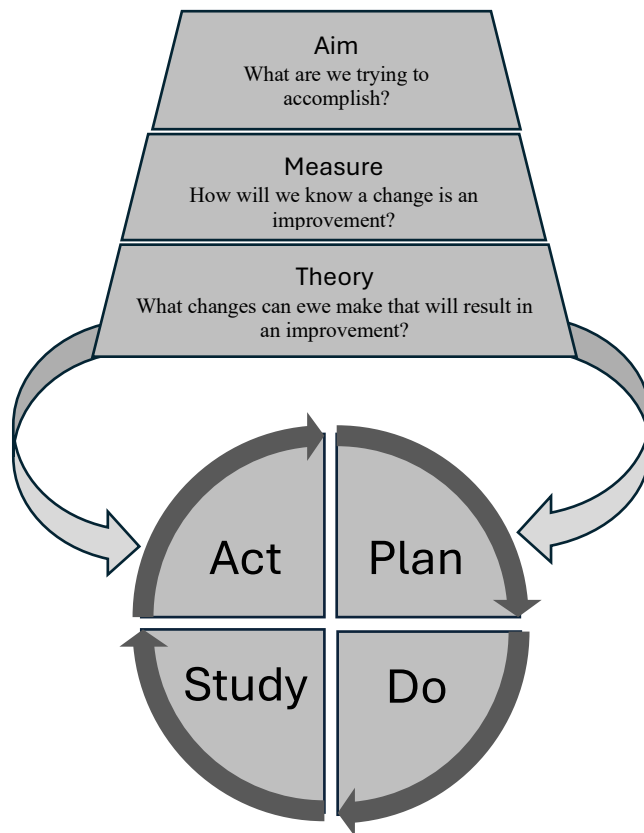 Aim
What are we trying to
accomplish?
Measure
How will we know a change is an
improvement?
Theory
What changes can ewe make that will result in
an improvement?
Act
Plan
Study
Do